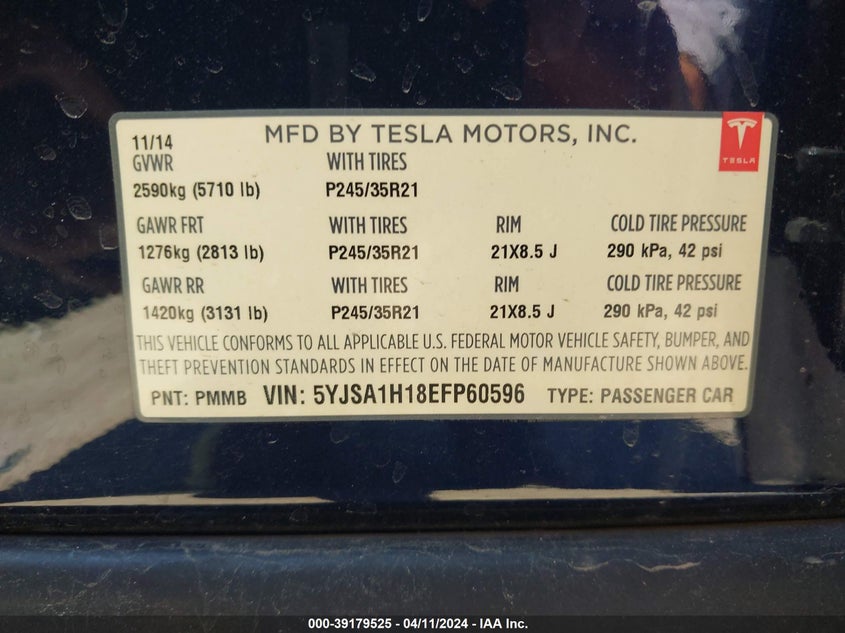 11/14 MFD BY TESLA MOTORS, INC.
TESLA
GVWR WITH TIRES
2590kg (5710 lb) P245/35R21
GAWR FRT WITH TIRES RIM COLD TIRE PRESSURE
1276kg (2813 lb) P245/35R21 21X8.5 J 290 kPa, 42 psi
GAWR RR WITH TIRES RIM COLD TIRE PRESSURE
1420kg (3131 lb) P245/35R21 21X8.5 J 290 kPa, 42 psi
THIS VEHICLE CONFORMS TO ALL APPLICABLE U.S. FEDERAL MOTOR VEHICLE SAFETY, BUMPER, AND
THEFT PREVENTION STANDARDS IN EFFECT ON THE DATE OF MANUFACTURE SHOWN ABOVE.
PNT: PMMB VIN: 5YJSA1H18EFP60596 TYPE: PASSENGER CAR
000-39179525 - 04/11/2024 - IAA Inc.